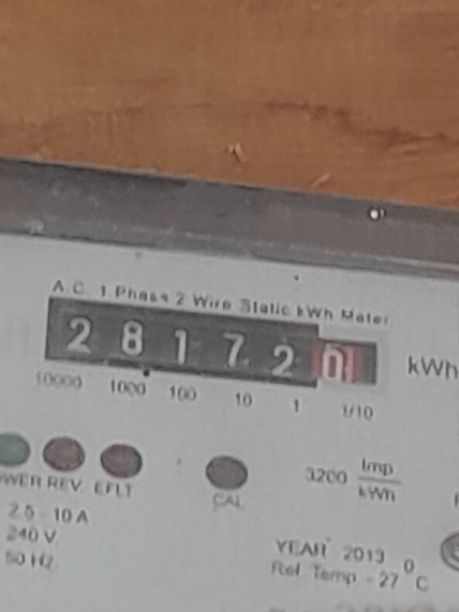 A.C. 1 Phase 2 Wire Static kWh Meter
2 8 1 7 2 0 kWh
10000 1000 100 10 1 1/10
REV. EFLT
CAL
3200 Imp/kWh
2.5 - 10 A
240 V
50 Hz
YEAR 2013
Ref. Temp. - 27 °C